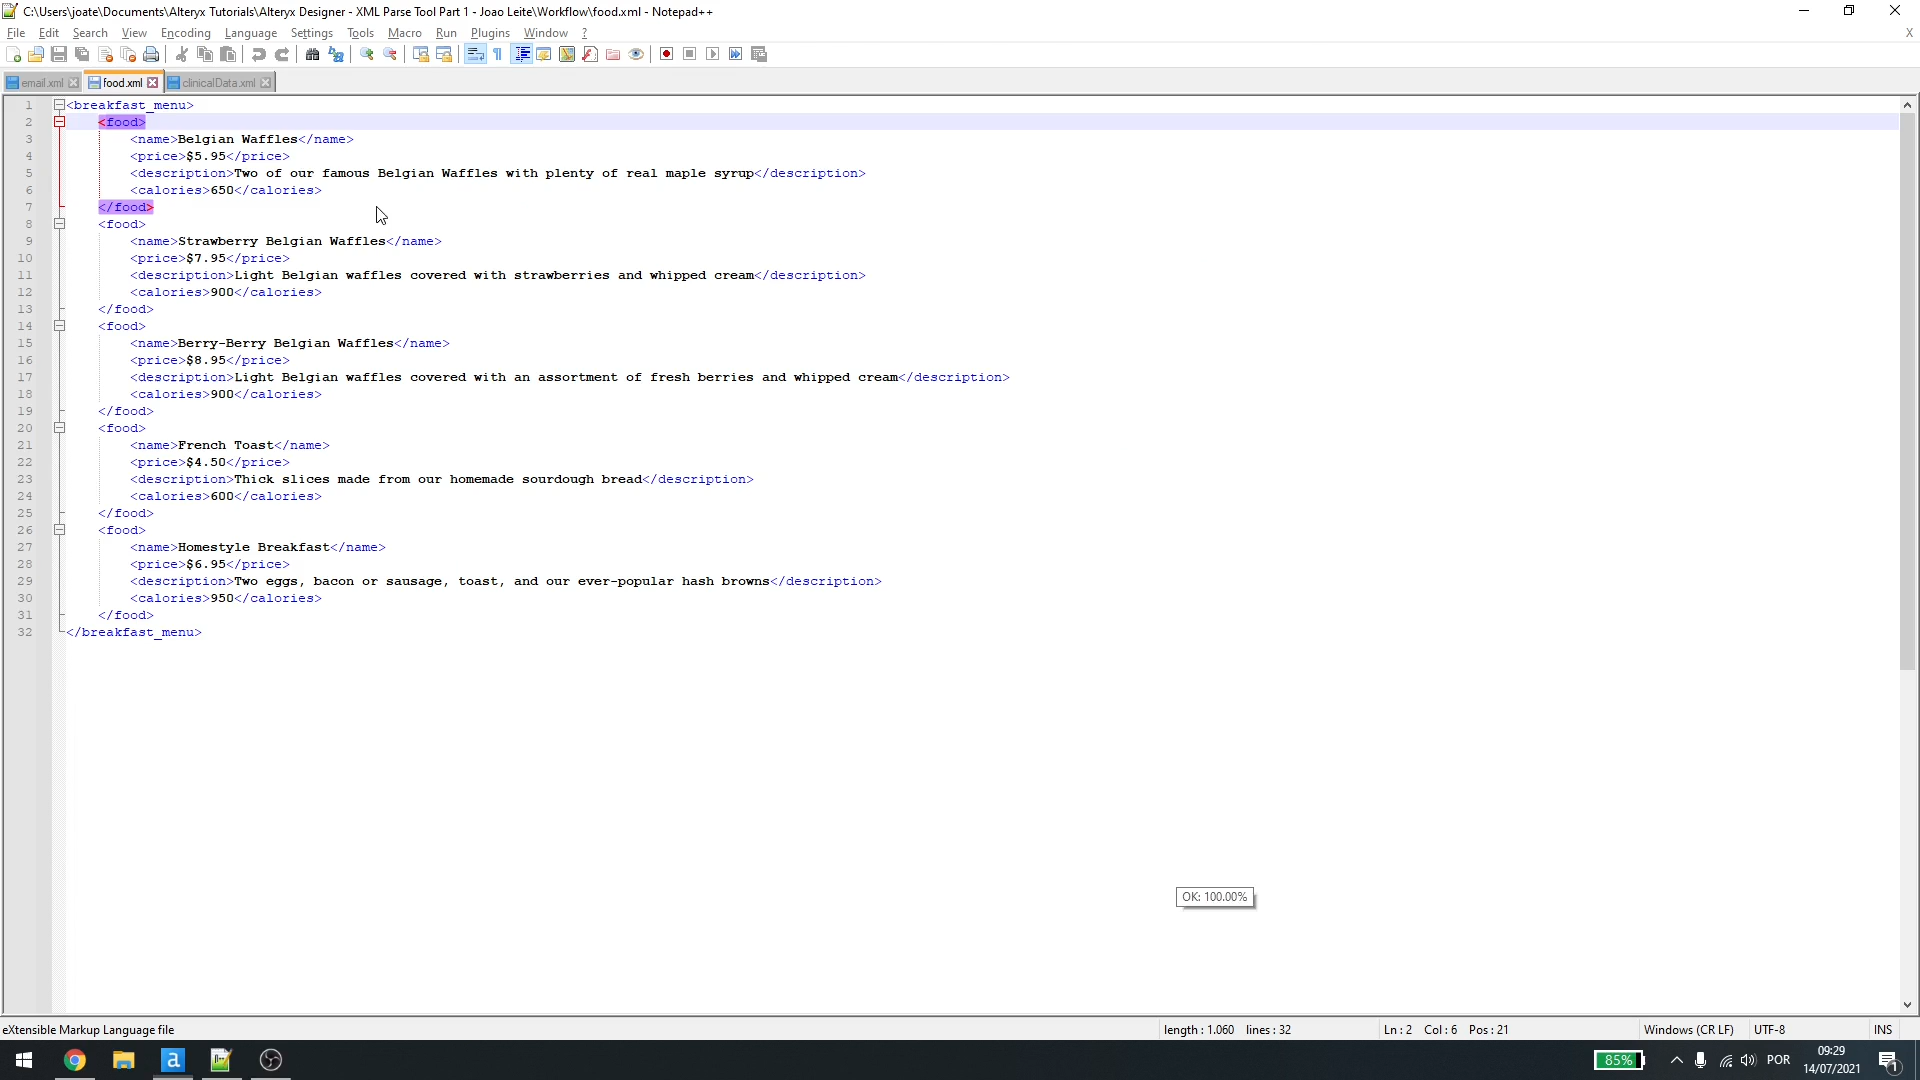 C:\Users\joate\Documents\Alteryx Tutorials\Alteryx Designer - XML Parse Tool Part 1 - Joao Leite\Workflow\food.xml - Notepad++
File Edit Search View Encoding Language Settings Tools Macro Run Plugins Window ? X
email.xml food.xml clinicalData.xml
1 <breakfast_menu>
2 <food>
3 <name>Belgian Waffles</name>
4 <price>$5.95</price>
5 <description>Two of our famous Belgian Waffles with plenty of real maple syrup</description>
6 <calories>650</calories>
7 </food>
8 <food>
9 <name>Strawberry Belgian Waffles</name>
10 <price>$7.95</price>
11 <description>Light Belgian waffles covered with strawberries and whipped cream</description>
12 <calories>900</calories>
13 </food>
14 <food>
15 <name>Berry-Berry Belgian Waffles</name>
16 <price>$8.95</price>
17 <description>Light Belgian waffles covered with an assortment of fresh berries and whipped cream</description>
18 <calories>900</calories>
19 </food>
20 <food>
21 <name>French Toast</name>
22 <price>$4.50</price>
23 <description>Thick slices made from our homemade sourdough bread</description>
24 <calories>600</calories>
25 </food>
26 <food>
27 <name>Homestyle Breakfast</name>
28 <price>$6.95</price>
29 <description>Two eggs, bacon or sausage, toast, and our ever-popular hash browns</description>
30 <calories>950</calories>
31 </food>
32 </breakfast_menu>
OK: 100.00%
eXtensible Markup Language file length : 1.060 lines : 32 Ln : 2 Col : 6 Pos : 21 Windows (CR LF) UTF-8 INS
85% POR 09:29
14/07/2021 1